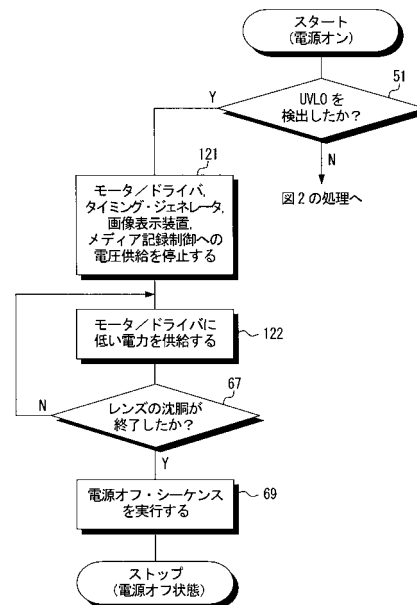 スタート
(電源オン)
51
UVLOを
検出したか?
Y
N
図2の処理へ
121
モータ/ドライバ,
タイミング・ジェネレータ,
画像表示装置,
メディア記録制御への
電圧供給を停止する
モータ/ドライバに
低い電力を供給する
122
67
レンズの沈胴が
終了したか?
N
Y
電源オフ・シーケンス
を実行する
69
ストップ
(電源オフ状態)